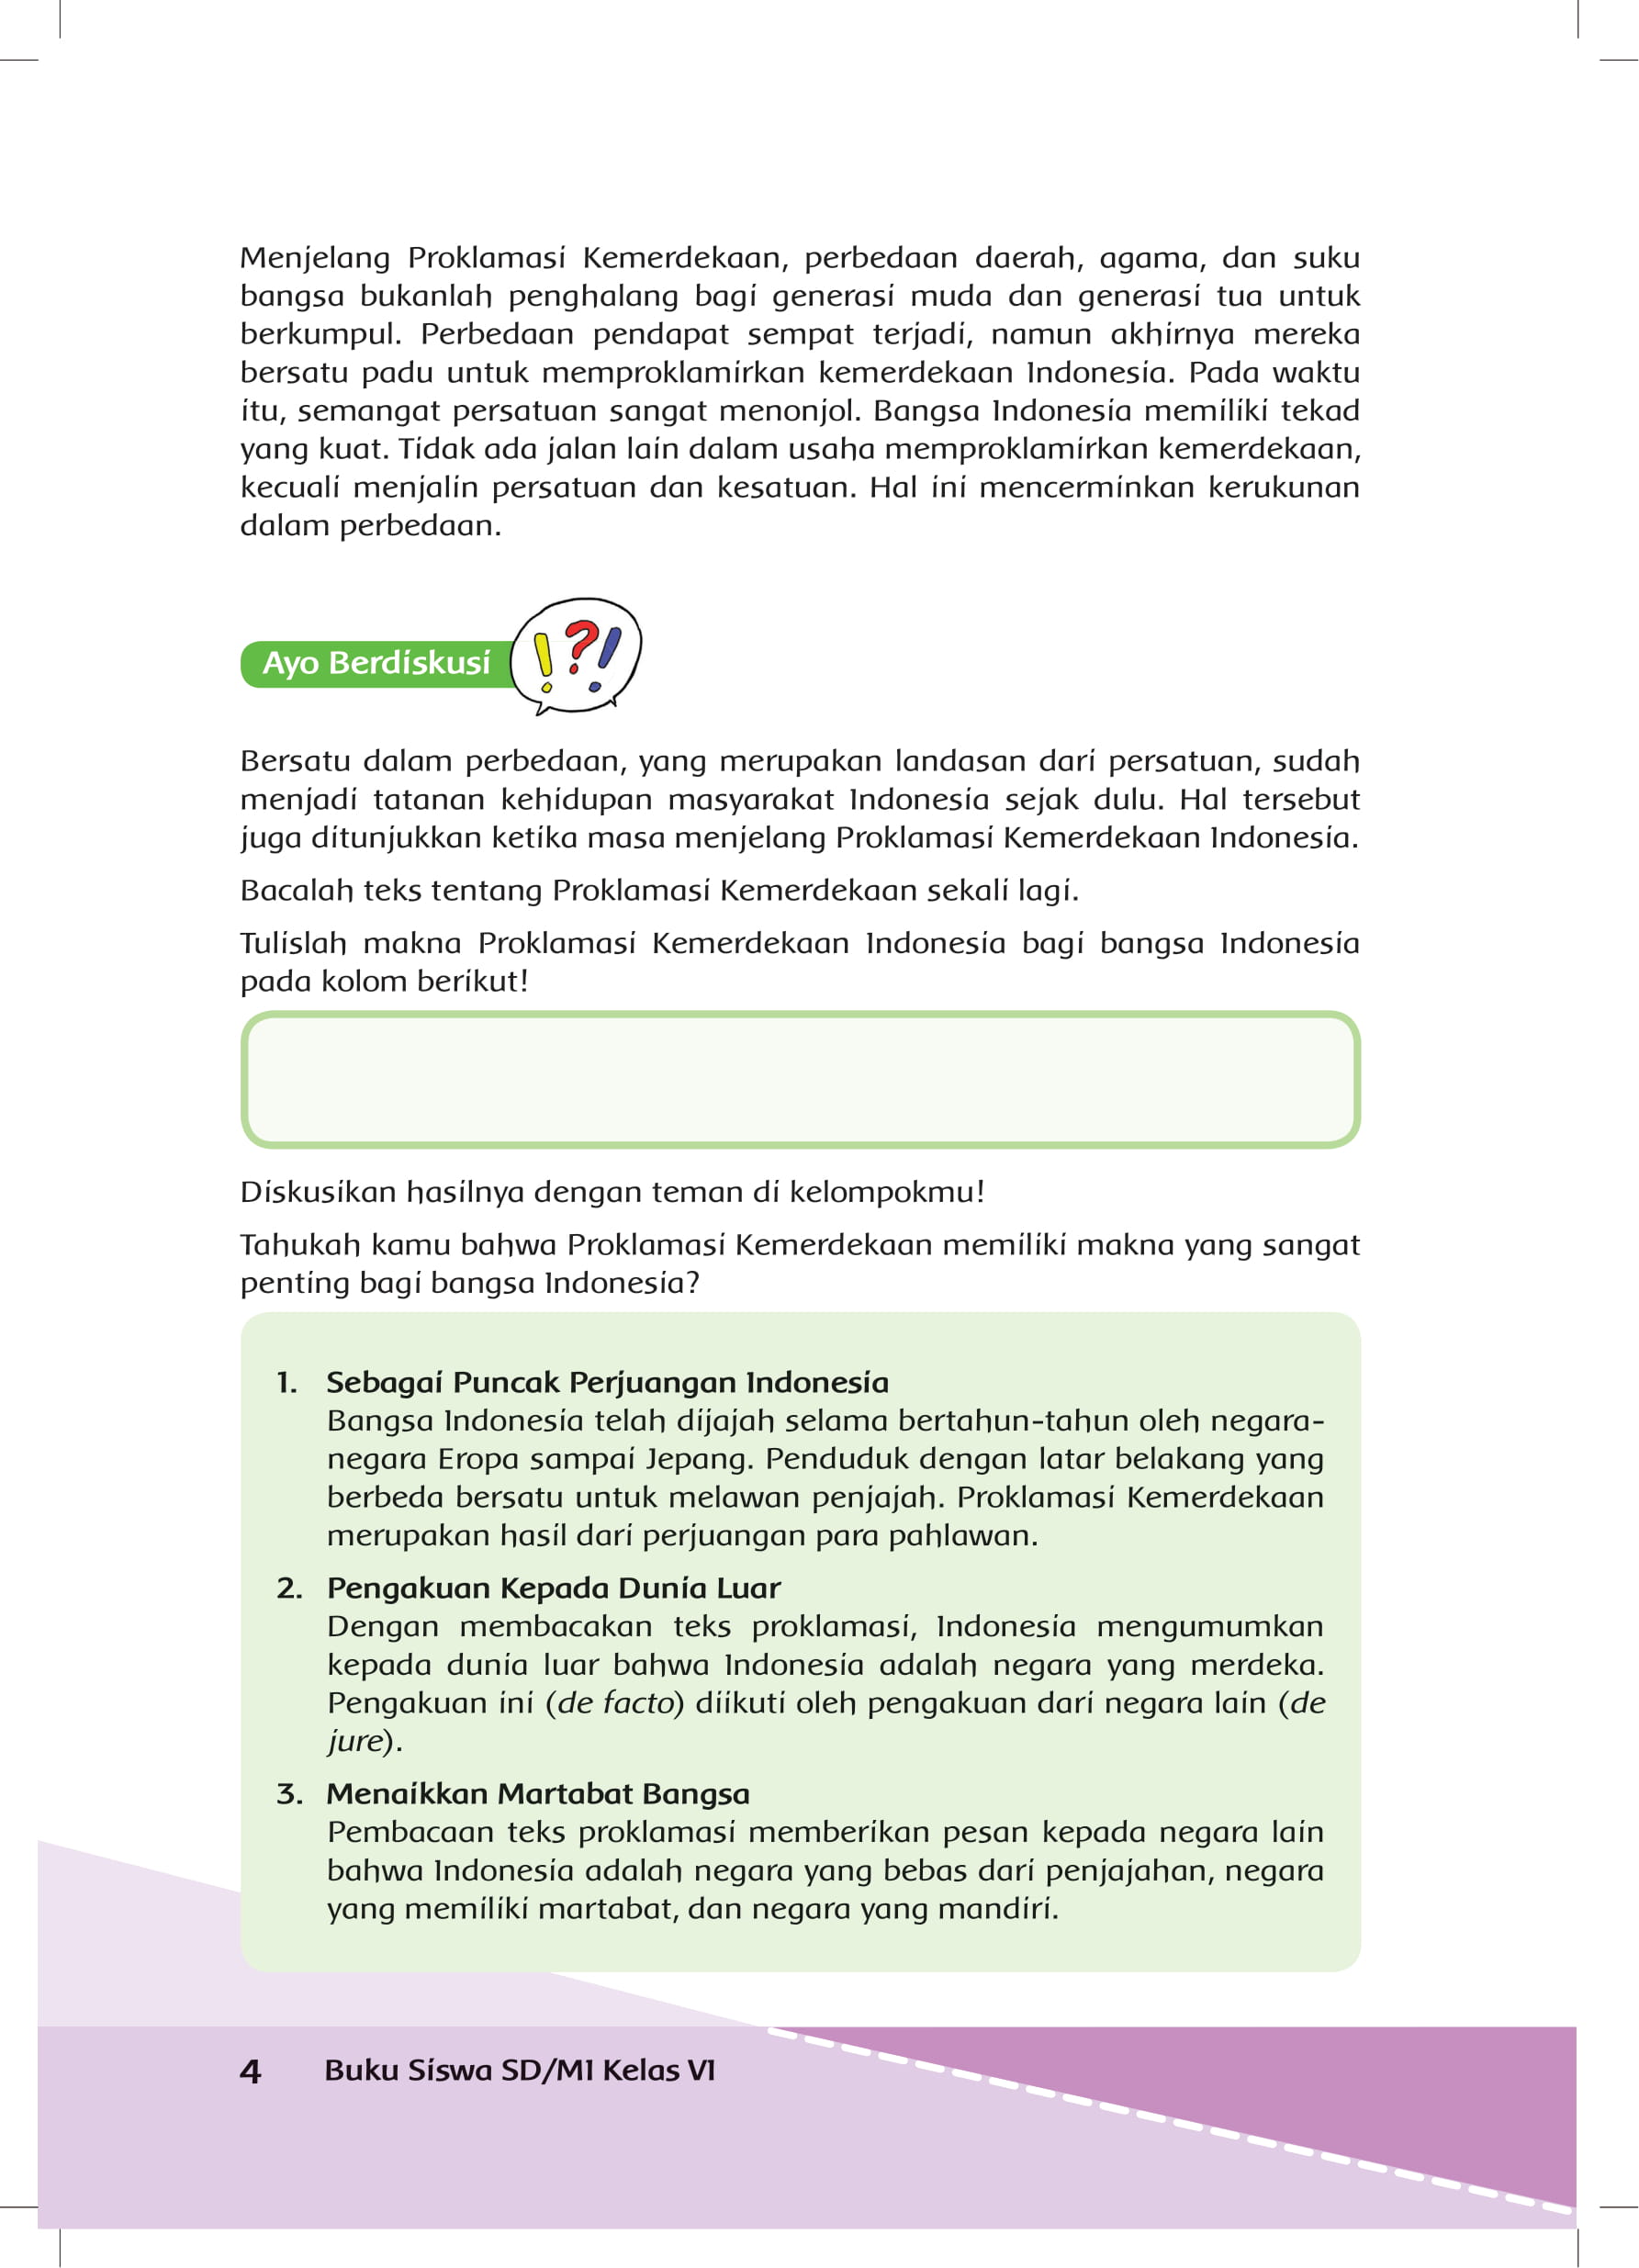 Menjelang Proklamasi Kemerdekaan, perbedaan daerah, agama, dan suku
bangsa bukanlah penghalang bagi generasi muda dan generasi tua untuk
berkumpul. Perbedaan pendapat sempat terjadi, namun akhirnya mereka
bersatu padu untuk memproklamirkan kemerdekaan Indonesia. Pada waktu
itu, semangat persatuan sangat menonjol. Bangsa Indonesia memiliki tekad
yang kuat. Tidak ada jalan lain dalam usaha memproklamirkan kemerdekaan,
kecuali menjalin persatuan dan kesatuan. Hal ini mencerminkan kerukunan
dalam perbedaan.
Ayo Berdiskusi
!?!
Bersatu dalam perbedaan, yang merupakan landasan dari persatuan, sudah
menjadi tatanan kehidupan masyarakat Indonesia sejak dulu. Hal tersebut
juga ditunjukkan ketika masa menjelang Proklamasi Kemerdekaan Indonesia.
Bacalah teks tentang Proklamasi Kemerdekaan sekali lagi.
Tulislah makna Proklamasi Kemerdekaan Indonesia bagi bangsa Indonesia
pada kolom berikut!
Diskusikan hasilnya dengan teman di kelompokmu!
Tahukah kamu bahwa Proklamasi Kemerdekaan memiliki makna yang sangat
penting bagi bangsa Indonesia?
1. Sebagai Puncak Perjuangan Indonesia
Bangsa Indonesia telah dijajah selama bertahun-tahun oleh negara-
negara Eropa sampai Jepang. Penduduk dengan latar belakang yang
berbeda bersatu untuk melawan penjajah. Proklamasi Kemerdekaan
merupakan hasil dari perjuangan para pahlawan.
2. Pengakuan Kepada Dunia Luar
Dengan membacakan teks proklamasi, Indonesia mengumumkan
kepada dunia luar bahwa Indonesia adalah negara yang merdeka.
Pengakuan ini (de facto) diikuti oleh pengakuan dari negara lain (de
jure).
3. Menaikkan Martabat Bangsa
Pembacaan teks proklamasi memberikan pesan kepada negara lain
bahwa Indonesia adalah negara yang bebas dari penjajahan, negara
yang memiliki martabat, dan negara yang mandiri.
4 Buku Siswa SD/MI Kelas VI